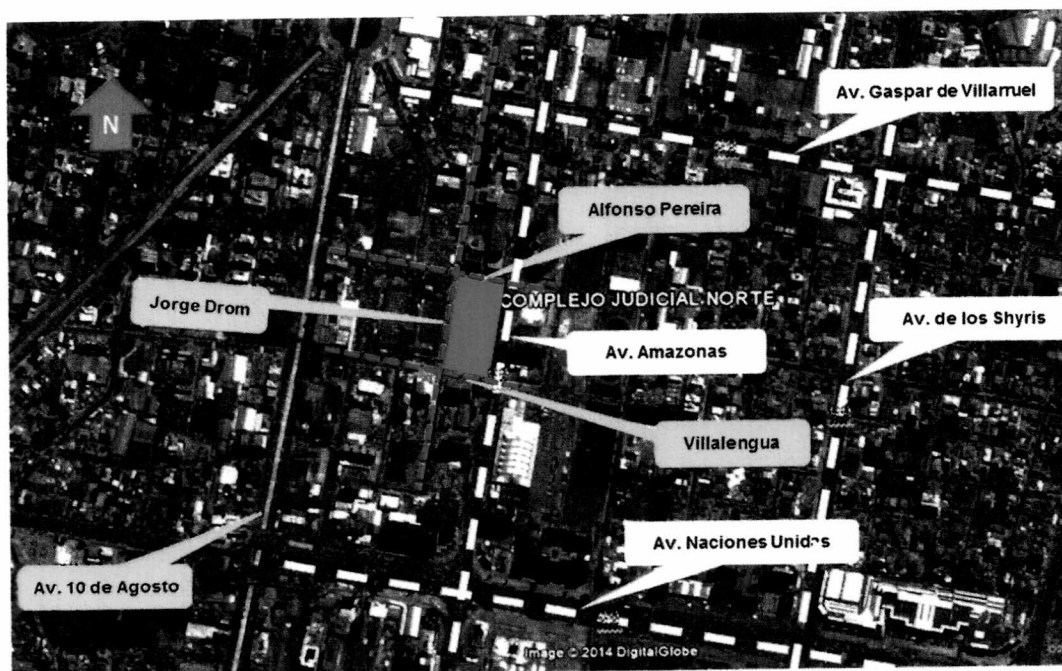 N
Av. Gaspar de Villarruel
Alfonso Pereira
COMPLEJO JUDICIAL NORTE
Jorge Drom
Av. de los Shyris
Av. Amazonas
Villalengua
Av. Naciones Unidas
Av. 10 de Agosto
Image © 2014 DigitalGlobe